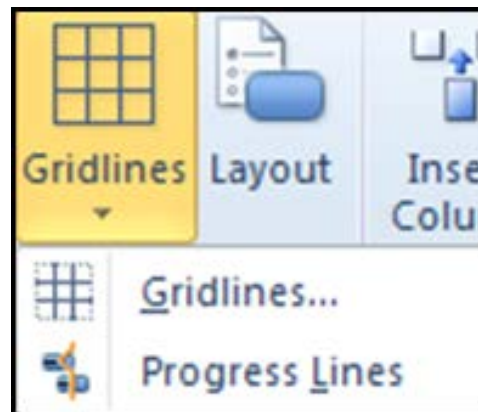 Gridlines
Layout
Inse
Colu
Gridlines...
Progress Lines